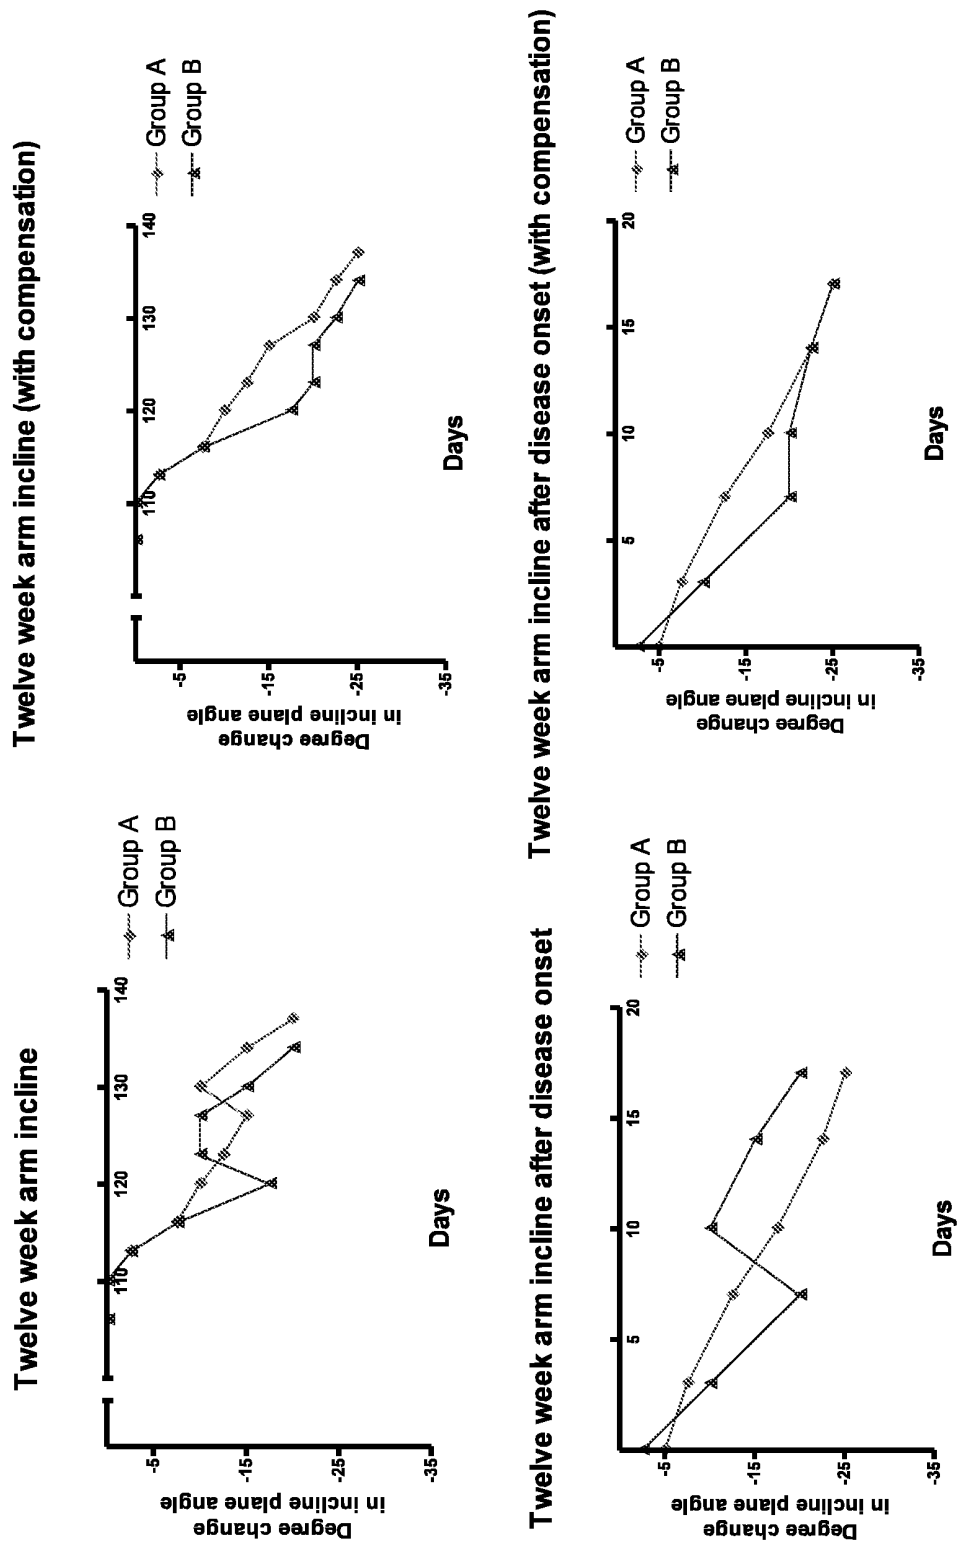 Twelve week arm incline
Degree change
in incline plane angle
-5
-15
-25
-35
110
120
130
140
Days
Group A
Group B
Twelve week arm incline (with compensation)
Degree change
in incline plane angle
-5
-15
-25
-35
110
120
130
140
Days
Group A
Group B
Twelve week arm incline after disease onset
Degree change
in incline plane angle
-5
-15
-25
-35
5
10
15
20
Days
Group A
Group B
Twelve week arm incline after disease onset (with compensation)
Degree change
in incline plane angle
-5
-15
-25
-35
5
10
15
20
Days
Group A
Group B